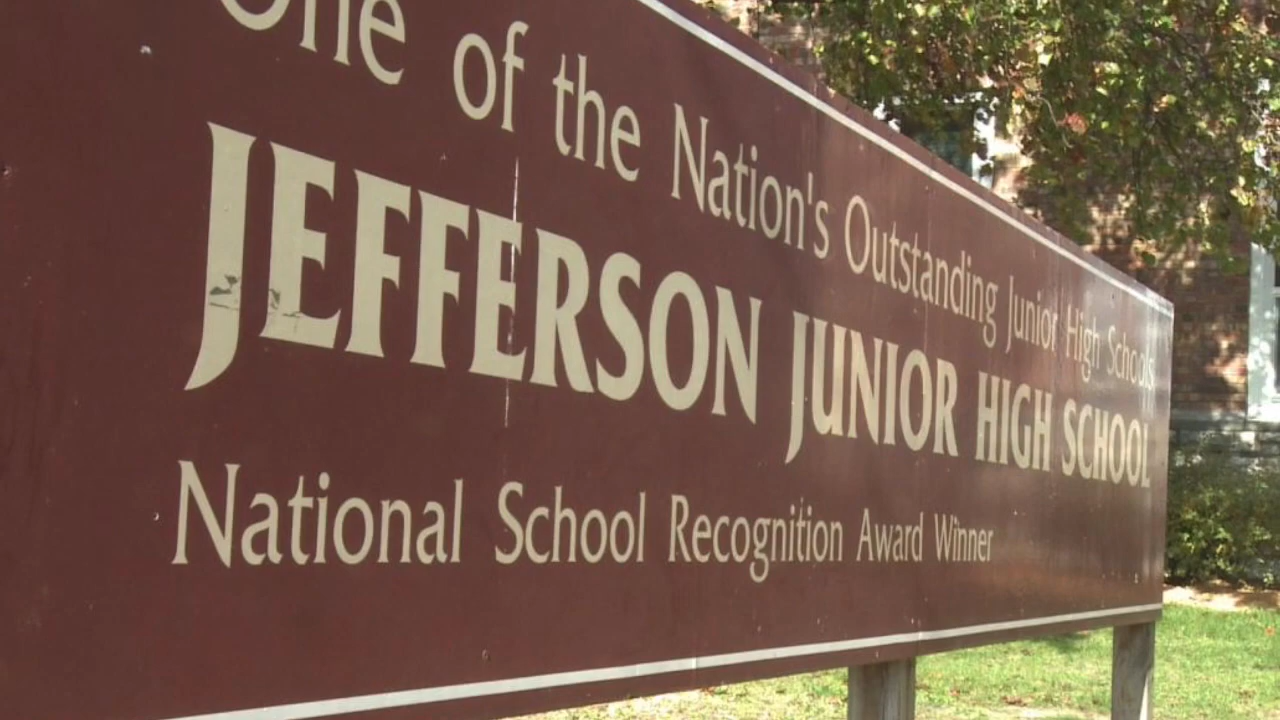 One of the Nation's Outstanding Junior High Schools
JEFFERSON JUNIOR HIGH SCHOOL
National School Recognition Award Winner